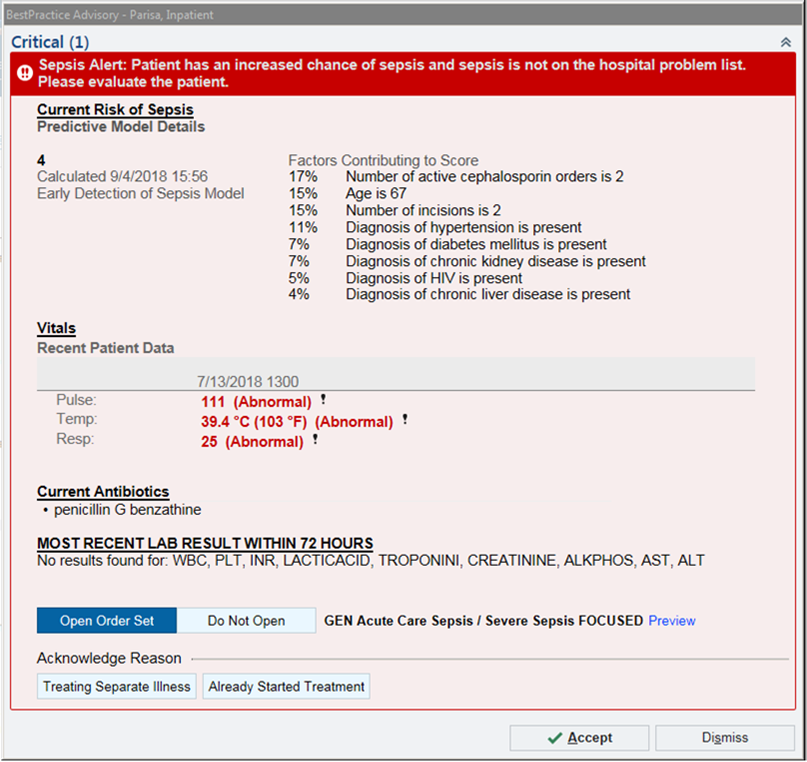 BestPractice Advisory - Parisa, Inpatient
Critical (1)
Sepsis Alert: Patient has an increased chance of sepsis and sepsis is not on the hospital problem list.
Please evaluate the patient.
Current Risk of Sepsis
Predictive Model Details
4
Calculated 9/4/2018 15:56
Early Detection of Sepsis Model
Factors Contributing to Score
17% Number of active cephalosporin orders is 2
15% Age is 67
15% Number of incisions is 2
11% Diagnosis of hypertension is present
7% Diagnosis of diabetes mellitus is present
7% Diagnosis of chronic kidney disease is present
5% Diagnosis of HIV is present
4% Diagnosis of chronic liver disease is present
Vitals
Recent Patient Data
7/13/2018 1300
Pulse: 111 (Abnormal) !
Temp: 39.4 °C (103 °F) (Abnormal) !
Resp: 25 (Abnormal) !
Current Antibiotics
• penicillin G benzathine
MOST RECENT LAB RESULT WITHIN 72 HOURS
No results found for: WBC, PLT, INR, LACTICACID, TROPONINI, CREATININE, ALKPHOS, AST, ALT
Open Order Set Do Not Open GEN Acute Care Sepsis / Severe Sepsis FOCUSED Preview
Acknowledge Reason
Treating Separate Illness Already Started Treatment
Accept Dismiss